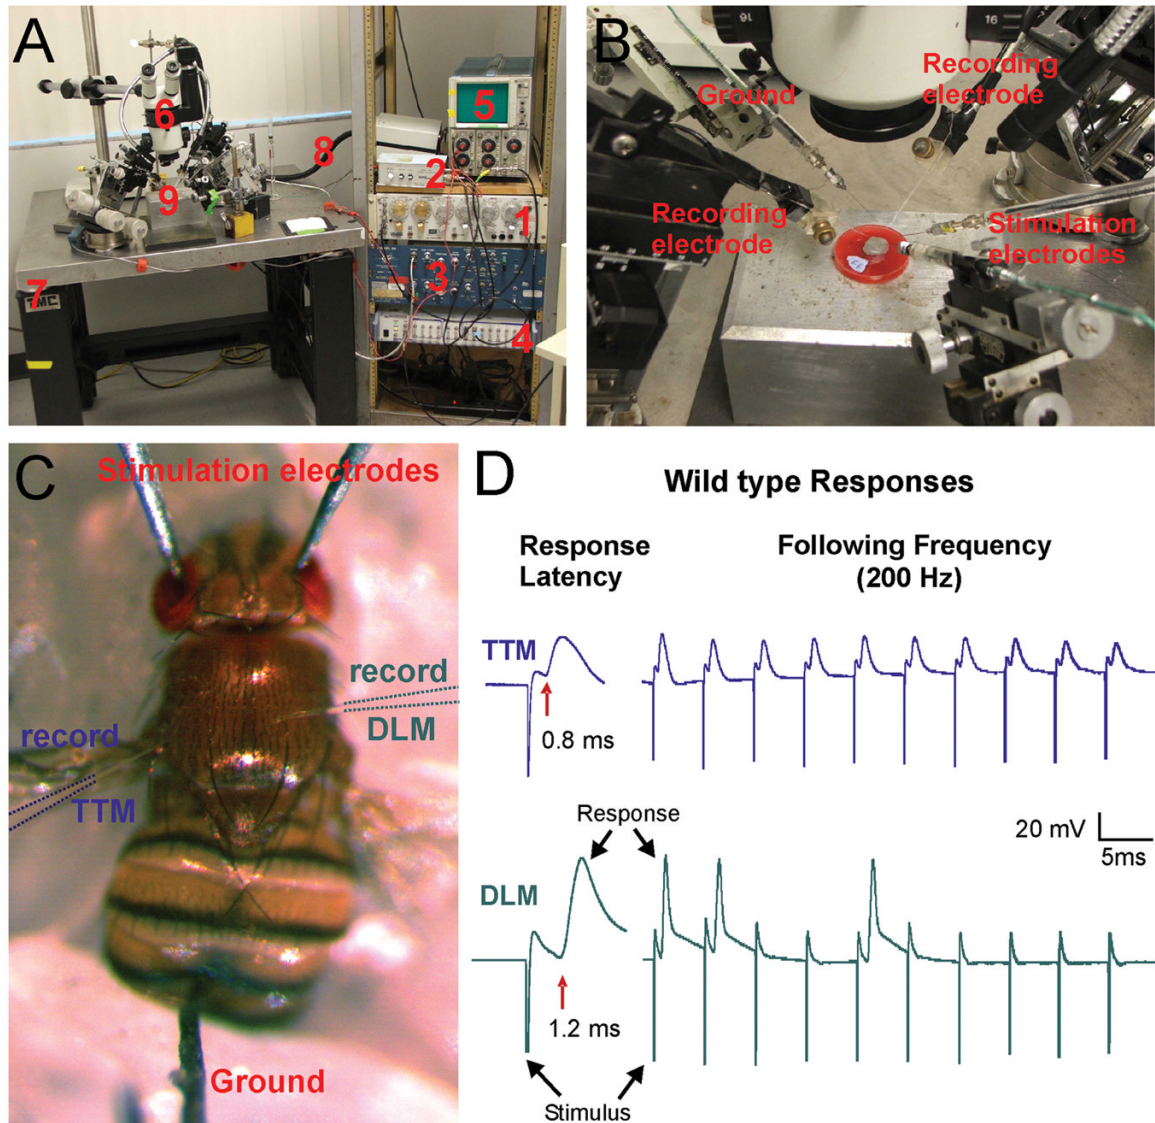 A
6
8
9
7
TMC
5
2
1
3
4
B
16
Ground
Recording
electrode
Recording
electrode
Stimulation
electrodes
C
Stimulation electrodes
record
DLM
record
TTM
Ground
D
Wild type Responses
Response
Latency
Following Frequency
(200 Hz)
TTM
0.8 ms
20 mV
5ms
Response
DLM
1.2 ms
Stimulus